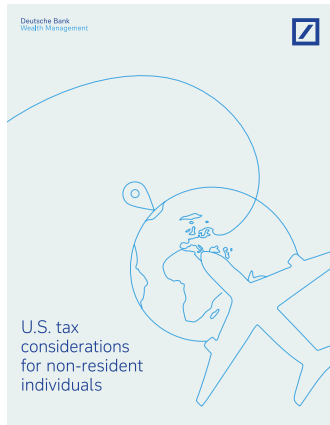 Deutsche Bank
Wealth Management
U.S. tax
considerations
for non-resident
individuals